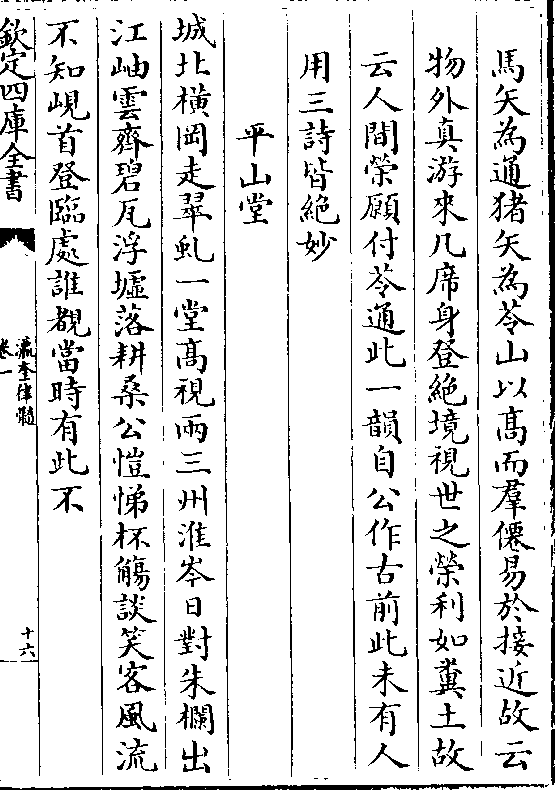 馬矢為通猪矢為苓山以髙而羣僊易於接近故云
物外真游來几席身登絶境視世之榮利如糞土故
云人間榮願付苓通此一韻自公作古前此未有人
用三詩皆絶妙
平山堂
城北横岡走翠虬一堂髙視兩三州淮岑日對朱欄出
江岫雲齊碧瓦浮墟落耕桑公愷悌杯觴談笑客風流
不知峴首登臨處誰覩當時有此不
欽定四庫全書
瀛奎律髓
卷一
十六